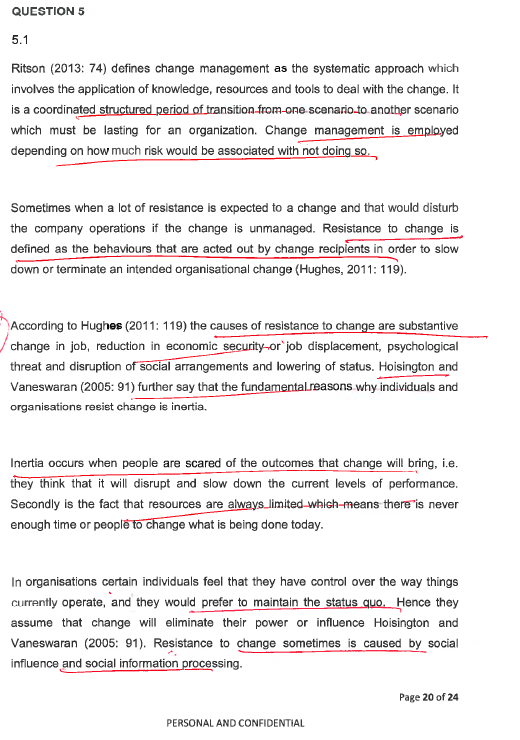 QUESTION 5
5.1
Ritson (2013: 74) defines change management as the systematic approach which
involves the application of knowledge, resources and tools to deal with the change. It
is a coordinated structured period of transition from one scenario to another scenario
which must be lasting for an organization. Change management is employed
depending on how much risk would be associated with not doing so.
Sometimes when a lot of resistance is expected to a change and that would disturb
the company operations if the change is unmanaged. Resistance to change is
defined as the behaviours that are acted out by change recipients in order to slow
down or terminate an intended organisational change (Hughes, 2011: 119).
According to Hughes (2011: 119) the causes of resistance to change are substantive
change in job, reduction in economic security or job displacement, psychological
threat and disruption of social arrangements and lowering of status. Hoisington and
Vaneswaran (2005: 91) further say that the fundamental reasons why individuals and
organisations resist change is inertia.
Inertia occurs when people are scared of the outcomes that change will bring, i.e.
they think that it will disrupt and slow down the current levels of performance.
Secondly is the fact that resources are always limited which means there is never
enough time or people to change what is being done today.
In organisations certain individuals feel that they have control over the way things
currently operate, and they would prefer to maintain the status quo. Hence they
assume that change will eliminate their power or influence Hoisington and
Vaneswaran (2005: 91). Resistance to change sometimes is caused by social
influence and social information processing.
Page 20 of 24
PERSONAL AND CONFIDENTIAL